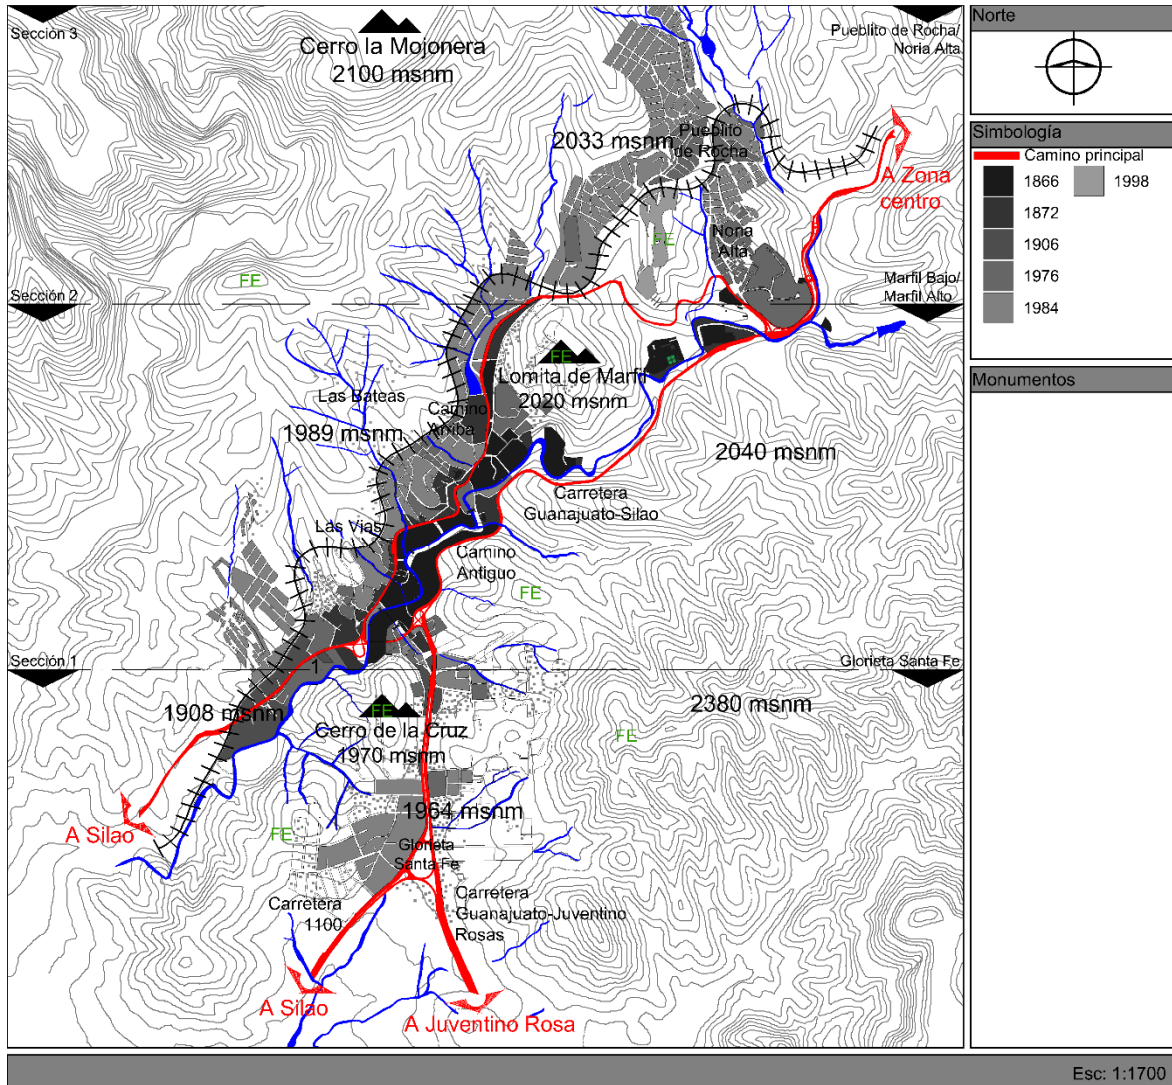 Sección 3
Cerro la Mojonera
2100 msnm
Pueblito de Rocha/
Noria Alta
2033 msnm
Pueblito
de Rocha
A Zona
centro
Noria
Alta
FE
FE
Sección 2
Marfil Bajo/
Marfil Alto
FE
Lomita de Marfil
2020 msnm
Las Bateas
Camino
Arriba
1989 msnm
2040 msnm
Carretera
Guanajuato-Silao
Las Vias
Camino
Antiguo
FE
Sección 1
1
Glorieta Santa Fe
FE
1908 msnm
Cerro de la Cruz
1970 msnm
2380 msnm
FE
1964 msnm
A Silao
FE
Glorieta
Santa Fe
Carretera
1100
Carretera
Guanajuato-Juventino
Rosas
A Silao
A Juventino Rosa
Norte
Simbología
Camino principal
1866
1998
1872
1906
1976
1984
Monumentos
Esc: 1:1700